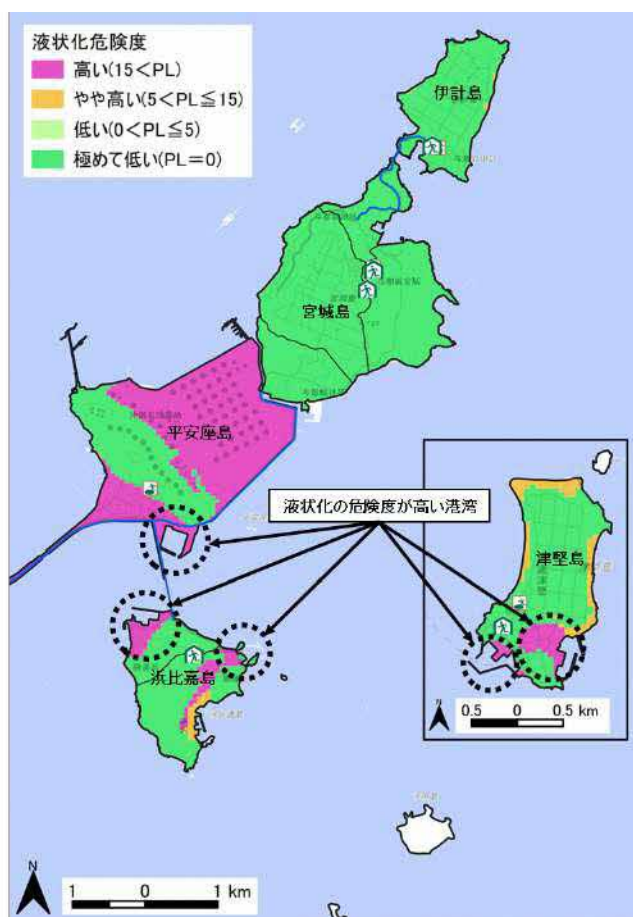 液状化危険度
高い(15<PL)
やや高い(5<PL≦15)
低い(0<PL≦5)
極めて低い(PL=0)
伊計島
宮城島
平安座島
液状化の危険度が高い港湾
津堅島
浜比嘉島
N
0.5 0 0.5 km
N
1 0 1 km